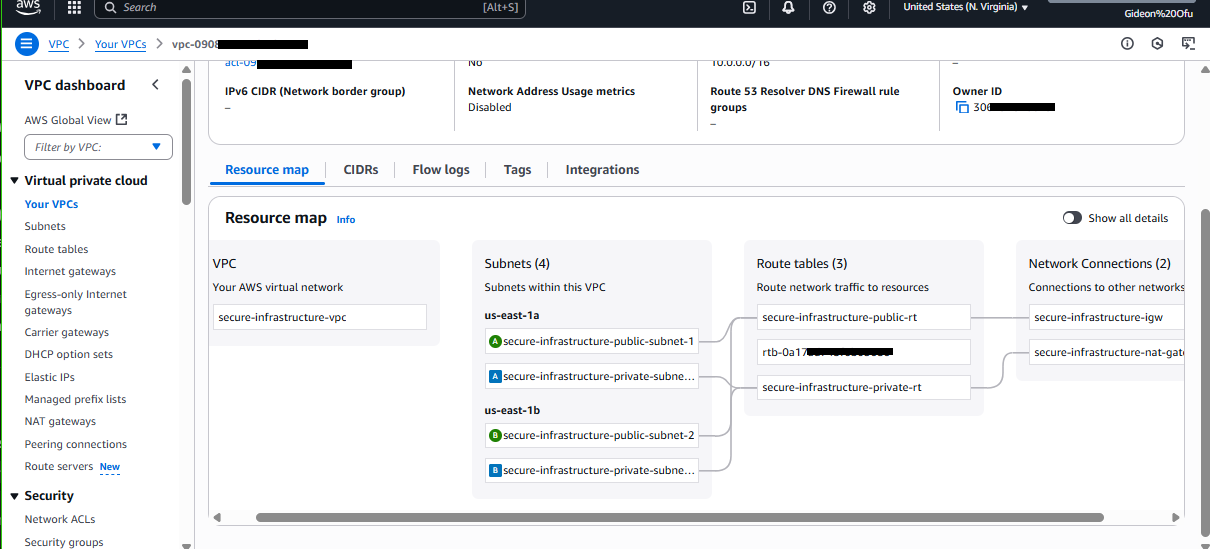 aws
Search
[Alt+S]
United States (N. Virginia)
Gideon%20Ofu
VPC
Your VPCs
vpc-090
VPC dashboard
AWS Global View
Filter by VPC:
Virtual private cloud
Your VPCs
Subnets
Route tables
Internet gateways
Egress-only Internet
gateways
Carrier gateways
DHCP option sets
Elastic IPs
Managed prefix lists
NAT gateways
Peering connections
Route servers New
Security
Network ACLs
Security groups
acl-09
No
10.0.0.0/16
–
IPv6 CIDR (Network border group)
–
Network Address Usage metrics
Disabled
Route 53 Resolver DNS Firewall rule
groups
–
Owner ID
306
Resource map
CIDRs
Flow logs
Tags
Integrations
Resource map Info
Show all details
VPC
Your AWS virtual network
secure-infrastructure-vpc
Subnets (4)
Subnets within this VPC
us-east-1a
A secure-infrastructure-public-subnet-1
A secure-infrastructure-private-subne...
us-east-1b
B secure-infrastructure-public-subnet-2
B secure-infrastructure-private-subne...
Route tables (3)
Route network traffic to resources
secure-infrastructure-public-rt
rtb-0a17
secure-infrastructure-private-rt
Network Connections (2)
Connections to other networks
secure-infrastructure-igw
secure-infrastructure-nat-gate